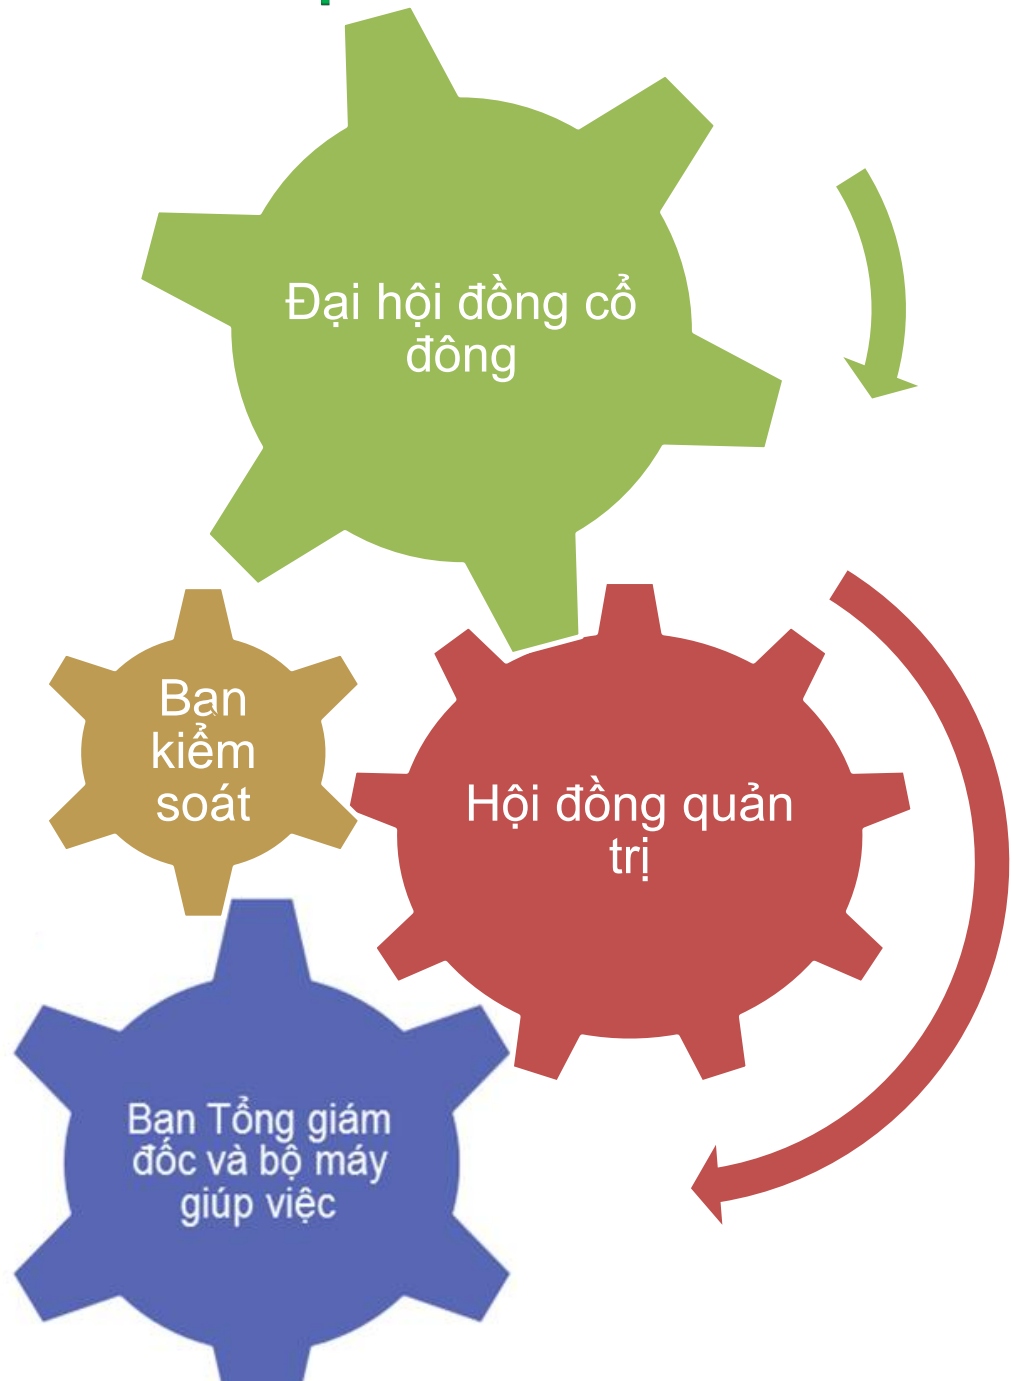 Đại hội đồng cổ
đông
Ban
kiểm
soát
Hội đồng quản
trị
Ban Tổng giám
đốc và bộ máy
giúp việc